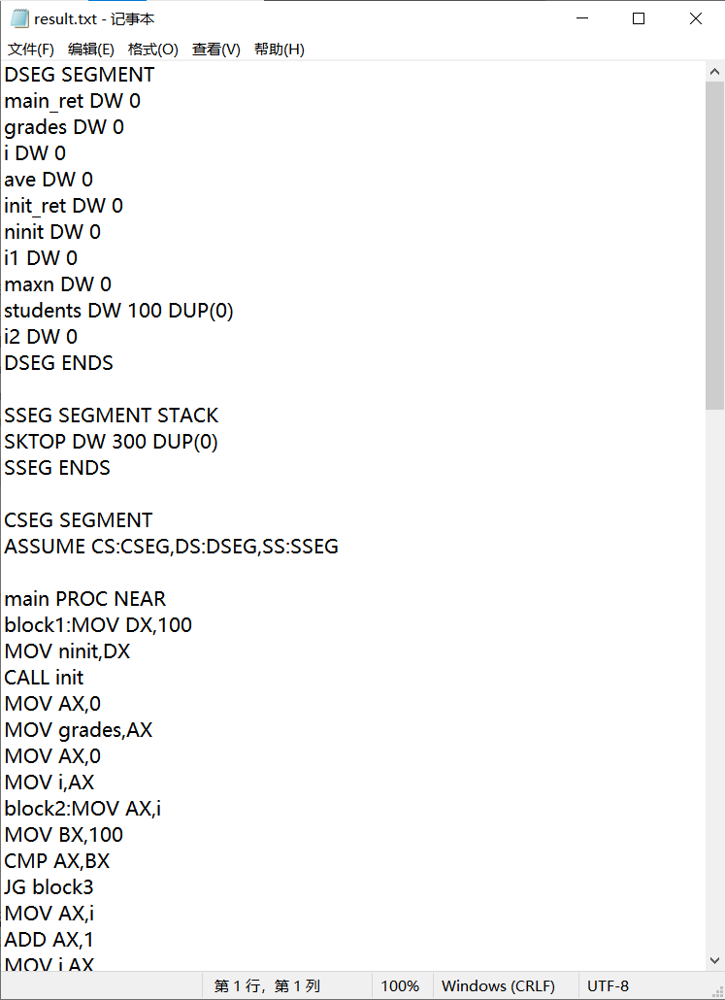 result.txt - 记事本
文件(F) 编辑(E) 格式(O) 查看(V) 帮助(H)
DSEG SEGMENT
main_ret DW 0
grades DW 0
i DW 0
ave DW 0
init_ret DW 0
ninit DW 0
i1 DW 0
maxn DW 0
students DW 100 DUP(0)
i2 DW 0
DSEG ENDS
SSEG SEGMENT STACK
SKTOP DW 300 DUP(0)
SSEG ENDS
CSEG SEGMENT
ASSUME CS:CSEG,DS:DSEG,SS:SSEG
main PROC NEAR
block1:MOV DX,100
MOV ninit,DX
CALL init
MOV AX,0
MOV grades,AX
MOV AX,0
MOV i,AX
block2:MOV AX,i
MOV BX,100
CMP AX,BX
JG block3
MOV AX,i
ADD AX,1
MOV i,AX
第 1 行，第 1 列 100% Windows (CRLF) UTF-8